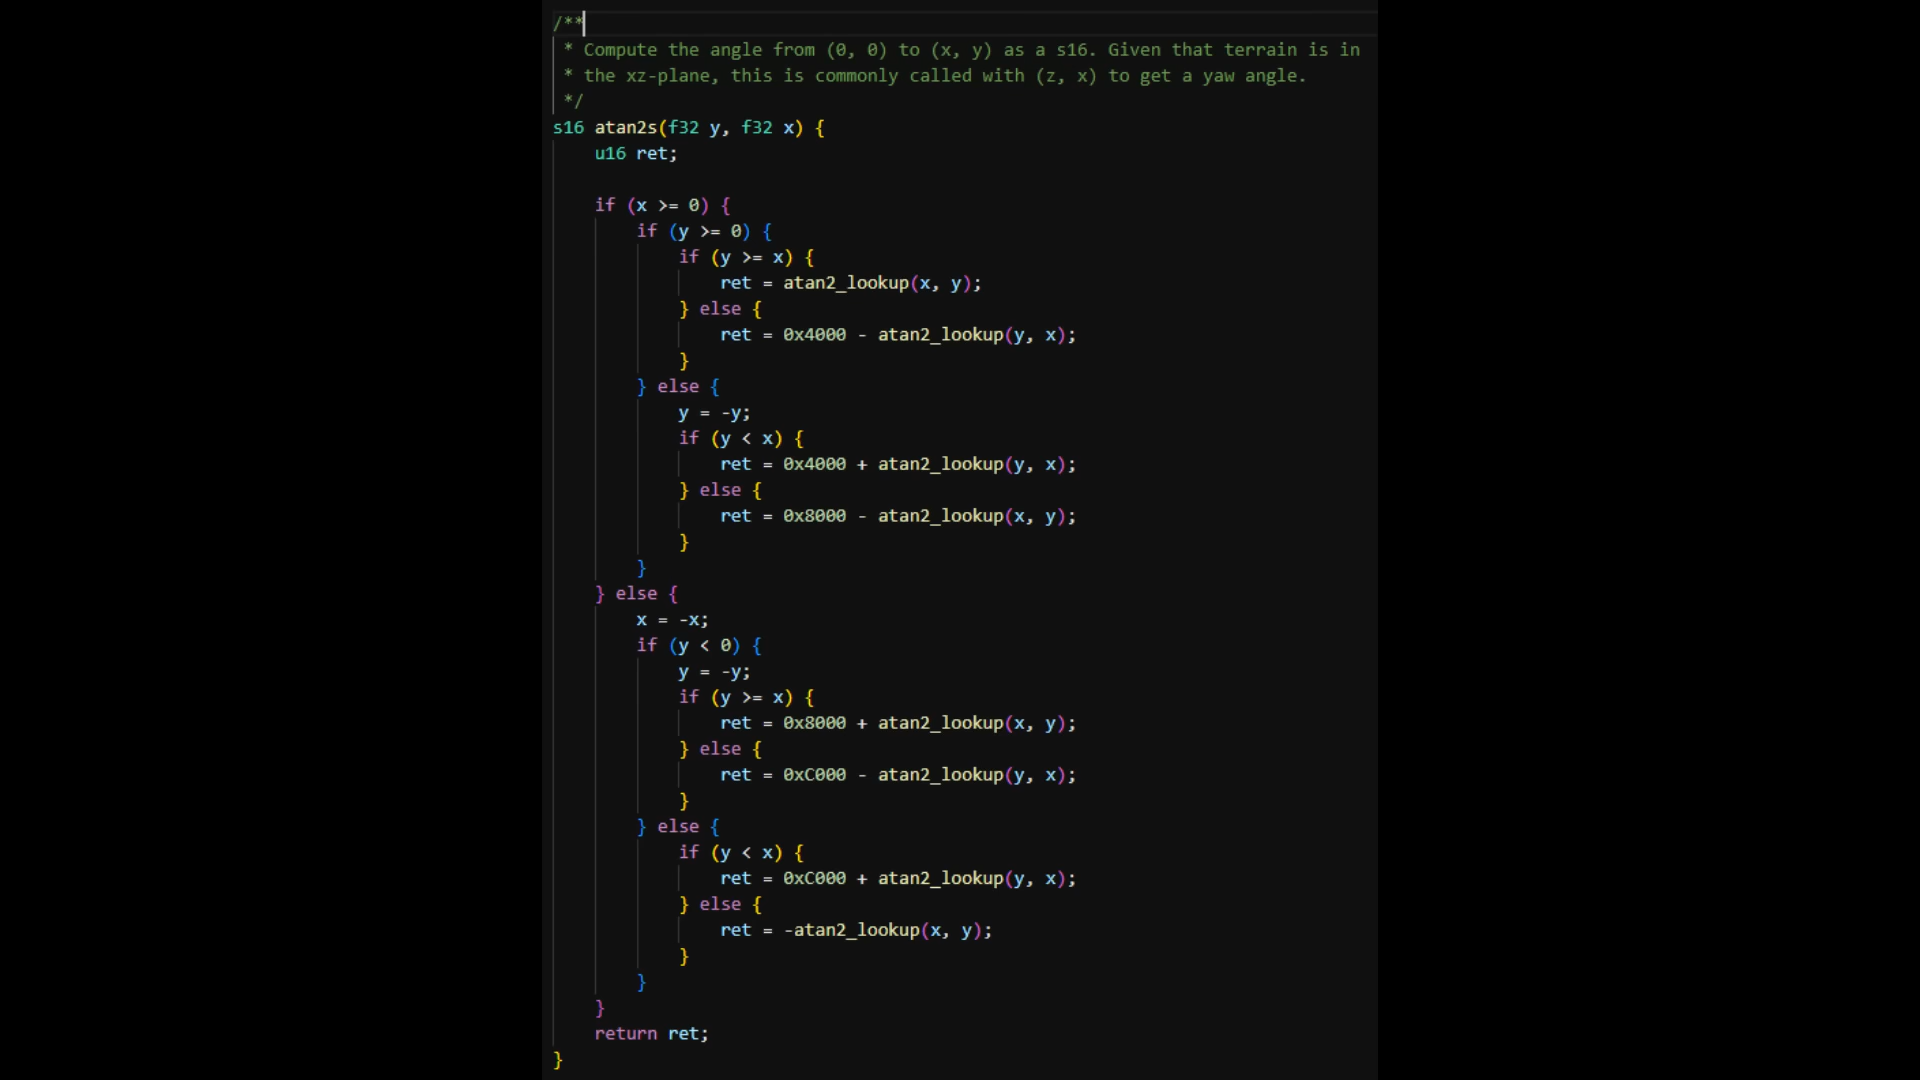 /**
 * Compute the angle from (0, 0) to (x, y) as a s16. Given that terrain is in
 * the xz-plane, this is commonly called with (z, x) to get a yaw angle.
 */
s16 atan2s(f32 y, f32 x) {
    u16 ret;

    if (x >= 0) {
        if (y >= 0) {
            if (y >= x) {
                ret = atan2_lookup(x, y);
            } else {
                ret = 0x4000 - atan2_lookup(y, x);
            }
        } else {
            y = -y;
            if (y < x) {
                ret = 0x4000 + atan2_lookup(y, x);
            } else {
                ret = 0x8000 - atan2_lookup(x, y);
            }
        }
    } else {
        x = -x;
        if (y < 0) {
            y = -y;
            if (y >= x) {
                ret = 0x8000 + atan2_lookup(x, y);
            } else {
                ret = 0xC000 - atan2_lookup(y, x);
            }
        } else {
            if (y < x) {
                ret = 0xC000 + atan2_lookup(y, x);
            } else {
                ret = -atan2_lookup(x, y);
            }
        }
    }
    return ret;
}